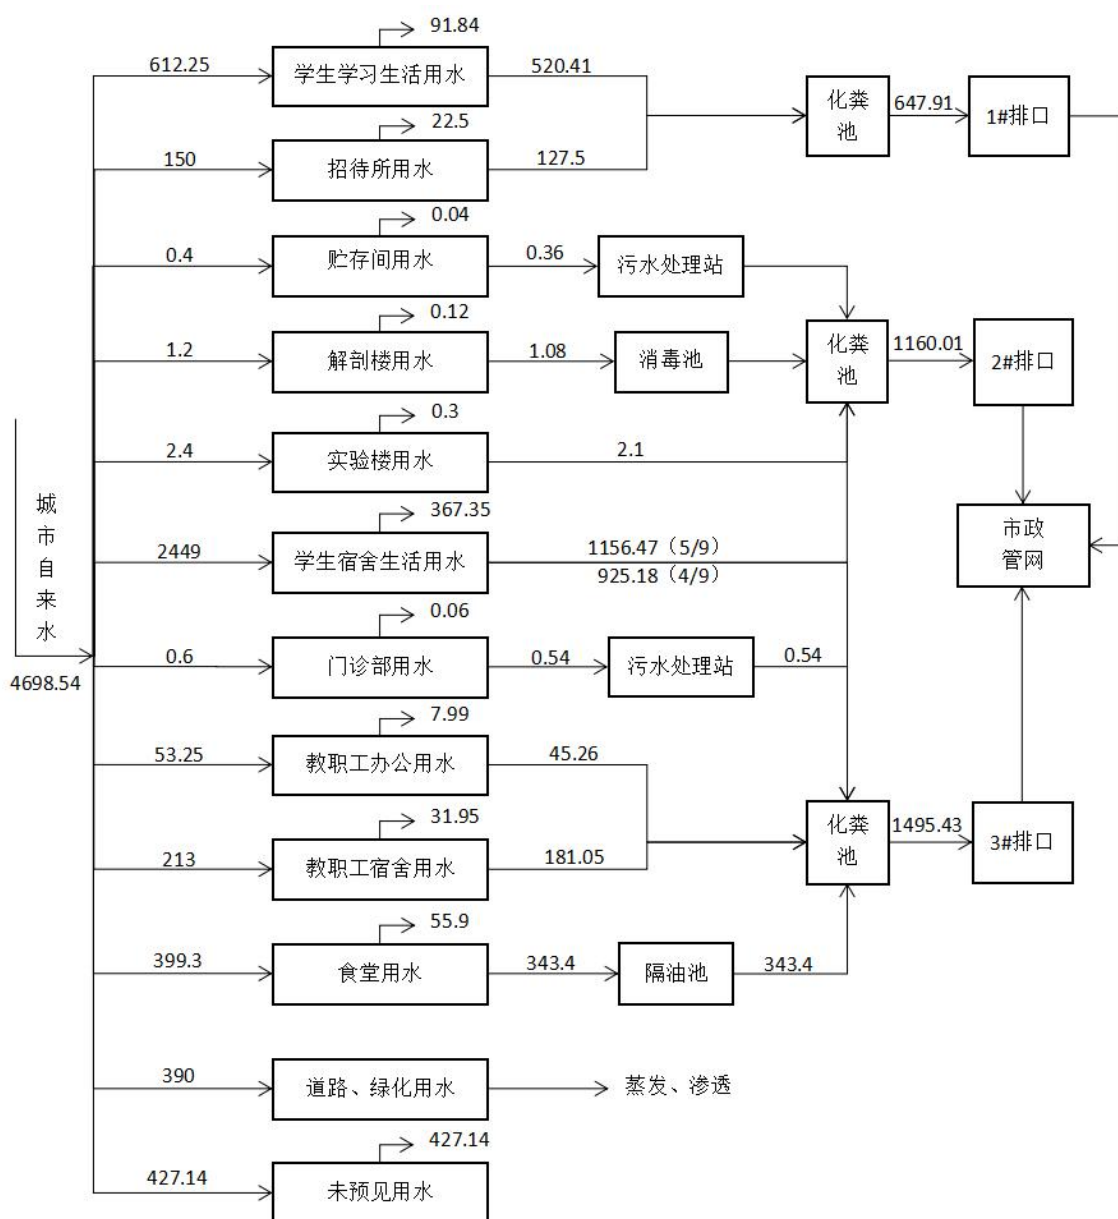 91.84
612.25
学生学习生活用水
520.41
化粪池
647.91
1#排口
22.5
150
招待所用水
127.5
0.04
0.4
贮存间用水
0.36
污水处理站
0.12
1.2
解剖楼用水
1.08
消毒池
化粪池
1160.01
2#排口
0.3
2.4
实验楼用水
2.1
城市自来水
4698.54
367.35
2449
学生宿舍生活用水
1156.47（5/9）
925.18（4/9）
市政管网
0.06
0.6
门诊部用水
0.54
污水处理站
0.54
7.99
53.25
教职工办公用水
45.26
化粪池
1495.43
3#排口
31.95
213
教职工宿舍用水
181.05
55.9
399.3
食堂用水
343.4
隔油池
343.4
390
道路、绿化用水
蒸发、渗透
427.14
427.14
未预见用水